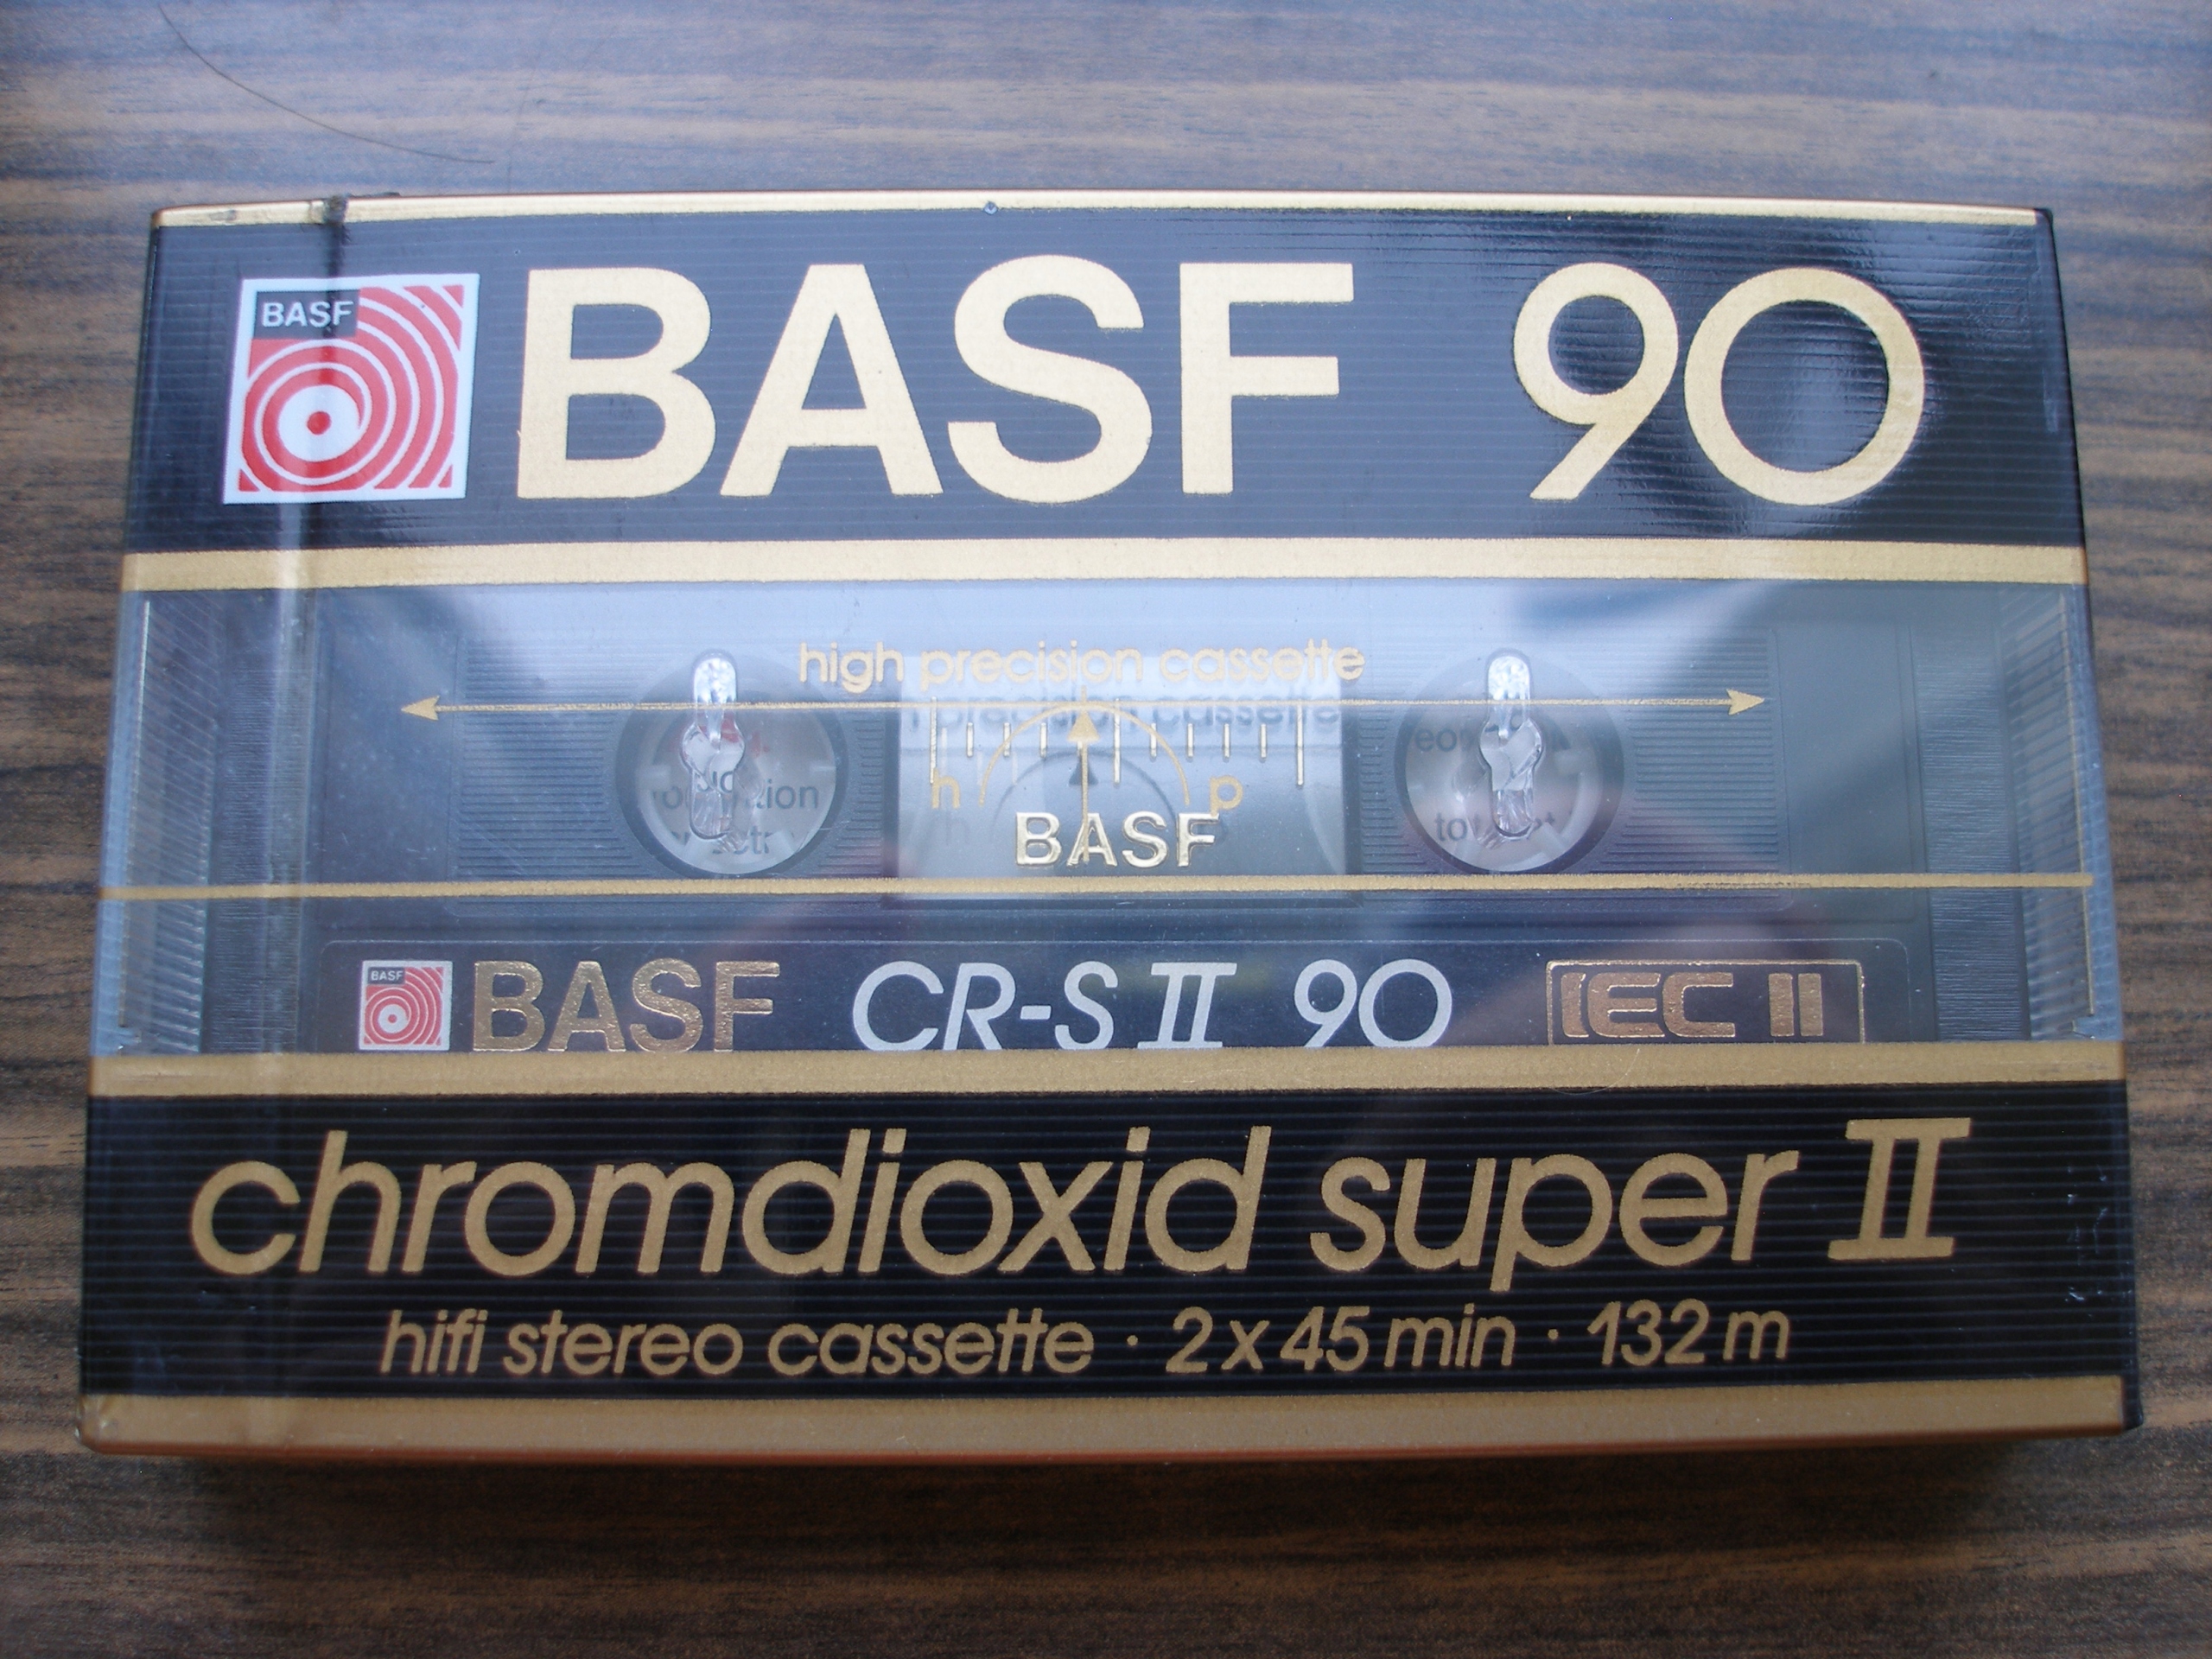 BASF
BASF 90
high precision cassette
h p
BASF
BASF
BASF CR-S II 90 IEC II
chromdioxid super II
hifi stereo cassette · 2 x 45 min · 132 m